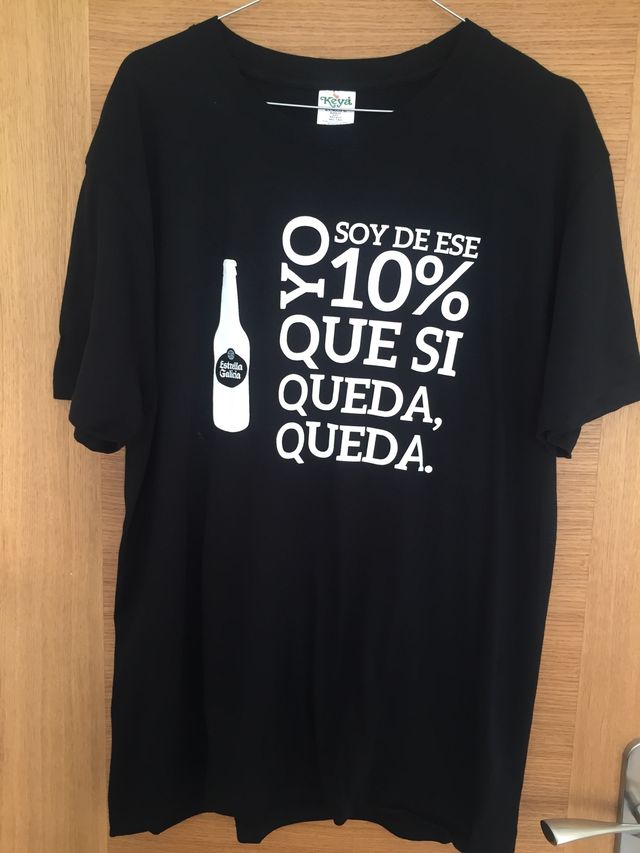 Keya
YO
SOY DE ESE
10%
QUE SI
QUEDA,
QUEDA.
Estrella
Galicia